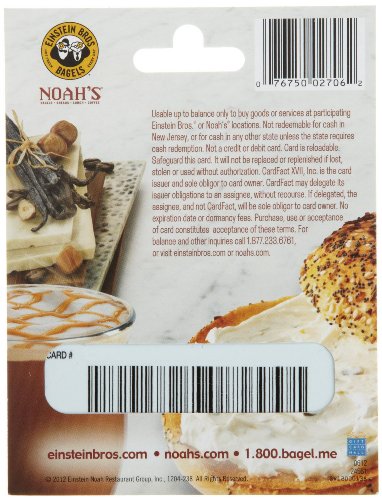 EINSTEIN BROS
BAGELS
NOAH'S
0 76750 02706 2
Usable up to balance only to buy goods or services at participating
Einstein Bros. or Noah's locations. Not redeemable for cash in
New Jersey, or for cash in any other state unless the state requires
cash redemption. Not a credit or debit card. Card is reloadable.
Safeguard this card. It will not be replaced or replenished if lost,
stolen or used without authorization. CardFact XVII, Inc. is the card
issuer and sole obligor to card owner. CardFact may delegate its
issuer obligations to an assignee, without recourse. If delegated, the
assignee, and not CardFact, will be sole obligor to card owner. No
expiration date or dormancy fees. Purchase, use or acceptance
of card constitutes acceptance of these terms. For
balance and other inquiries call 1.877.233.6761,
or visit einsteinbros.com or noahs.com.
CARD #
einsteinbros.com • noahs.com • 1.800.bagel.me
© 2012 Einstein Noah Restaurant Group, Inc., 1204-238. All Rights Reserved.
GIFT
CARD
MALL